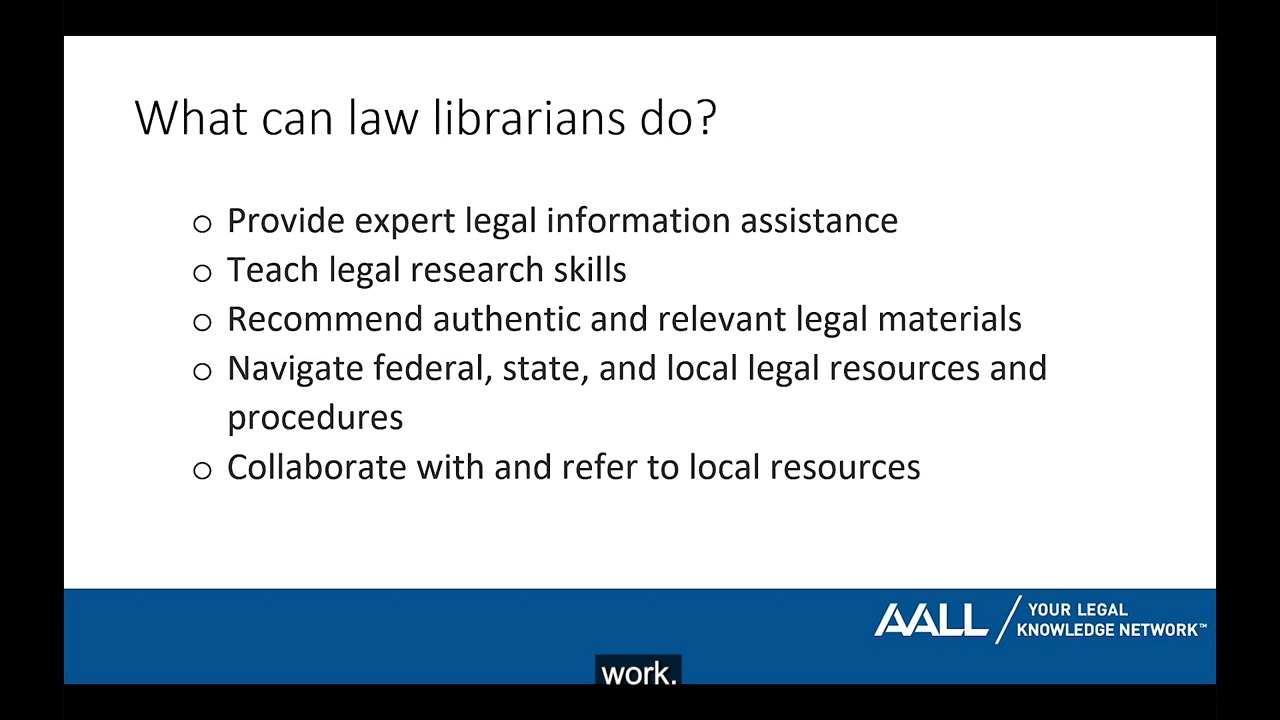 What can law librarians do?
o Provide expert legal information assistance
o Teach legal research skills
o Recommend authentic and relevant legal materials
o Navigate federal, state, and local legal resources and
procedures
o Collaborate with and refer to local resources
AALL
YOUR LEGAL
KNOWLEDGE NETWORK™
work.